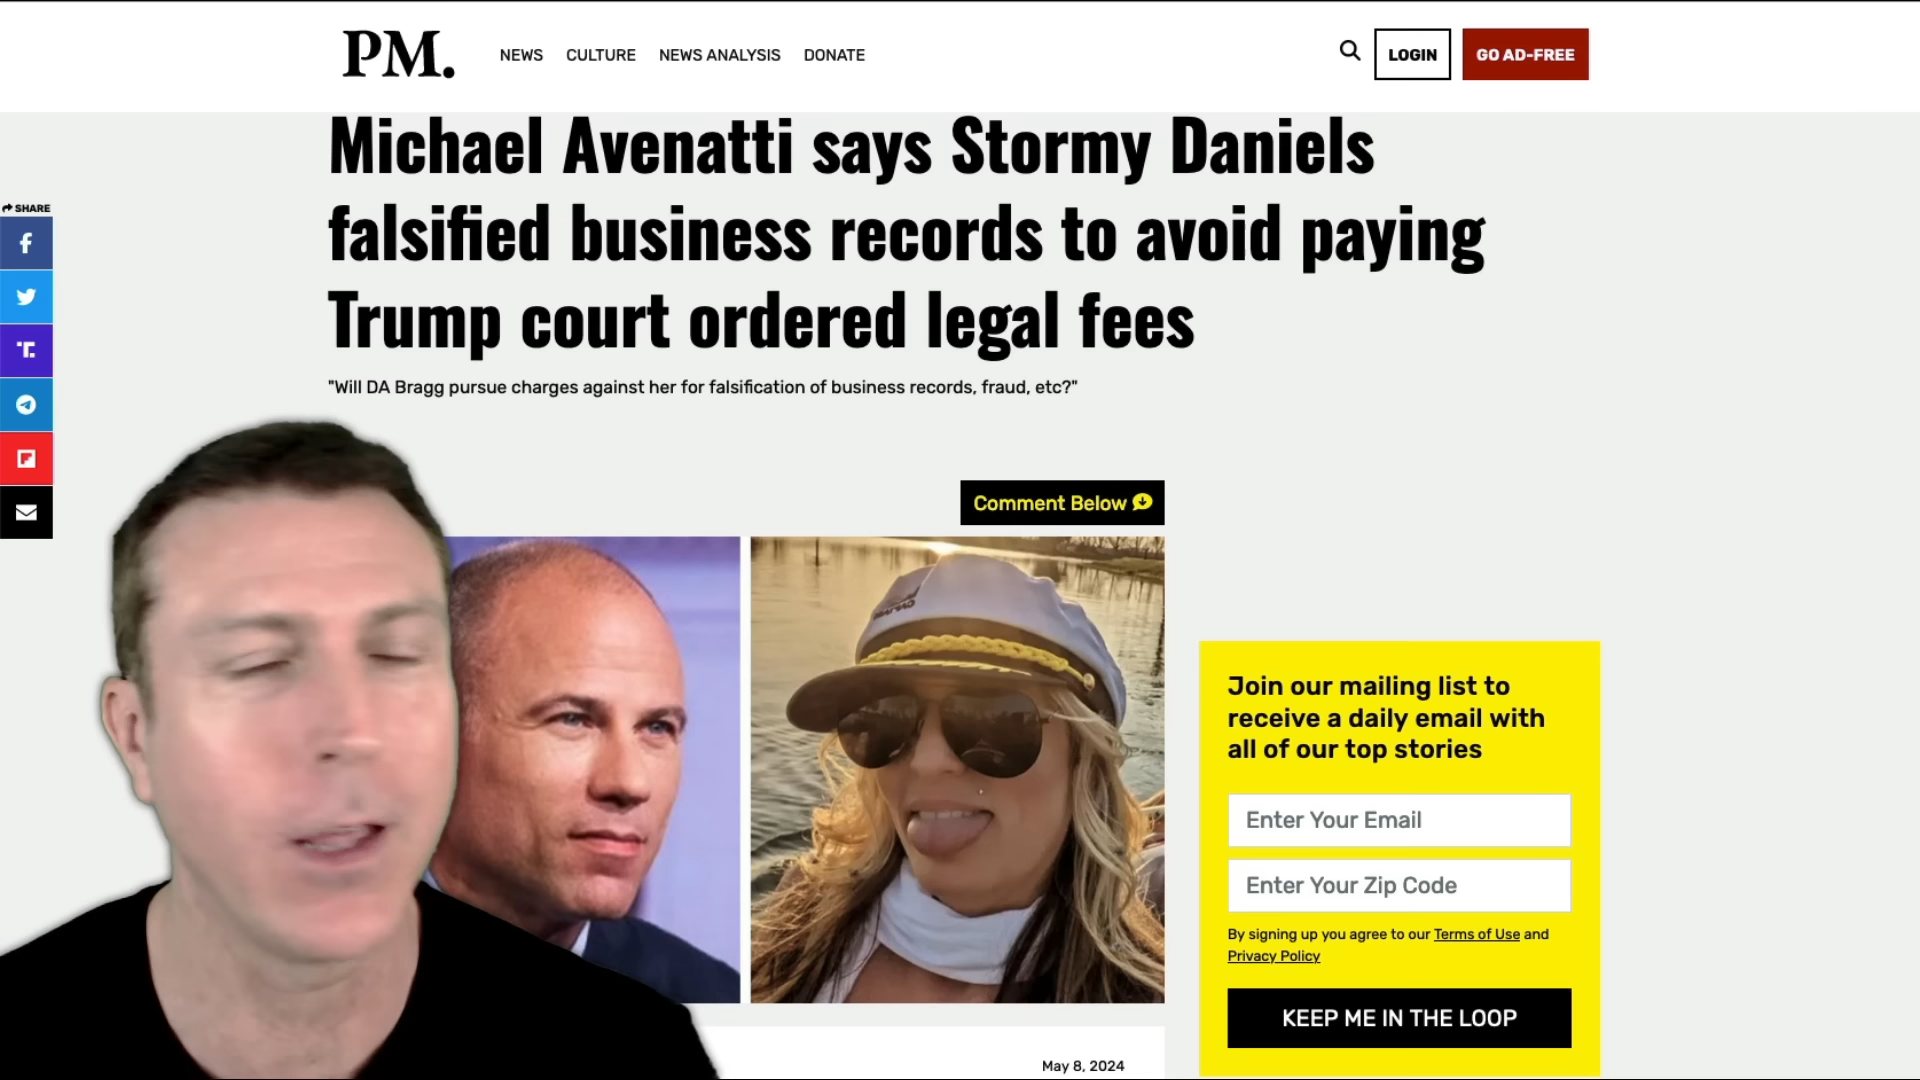 PM.
NEWS
CULTURE
NEWS ANALYSIS
DONATE
LOGIN
GO AD-FREE
Michael Avenatti says Stormy Daniels
falsified business records to avoid paying
Trump court ordered legal fees
"Will DA Bragg pursue charges against her for falsification of business records, fraud, etc?"
SHARE
Comment Below
Join our mailing list to
receive a daily email with
all of our top stories
Enter Your Email
Enter Your Zip Code
By signing up you agree to our Terms of Use and
Privacy Policy
KEEP ME IN THE LOOP
May 8, 2024